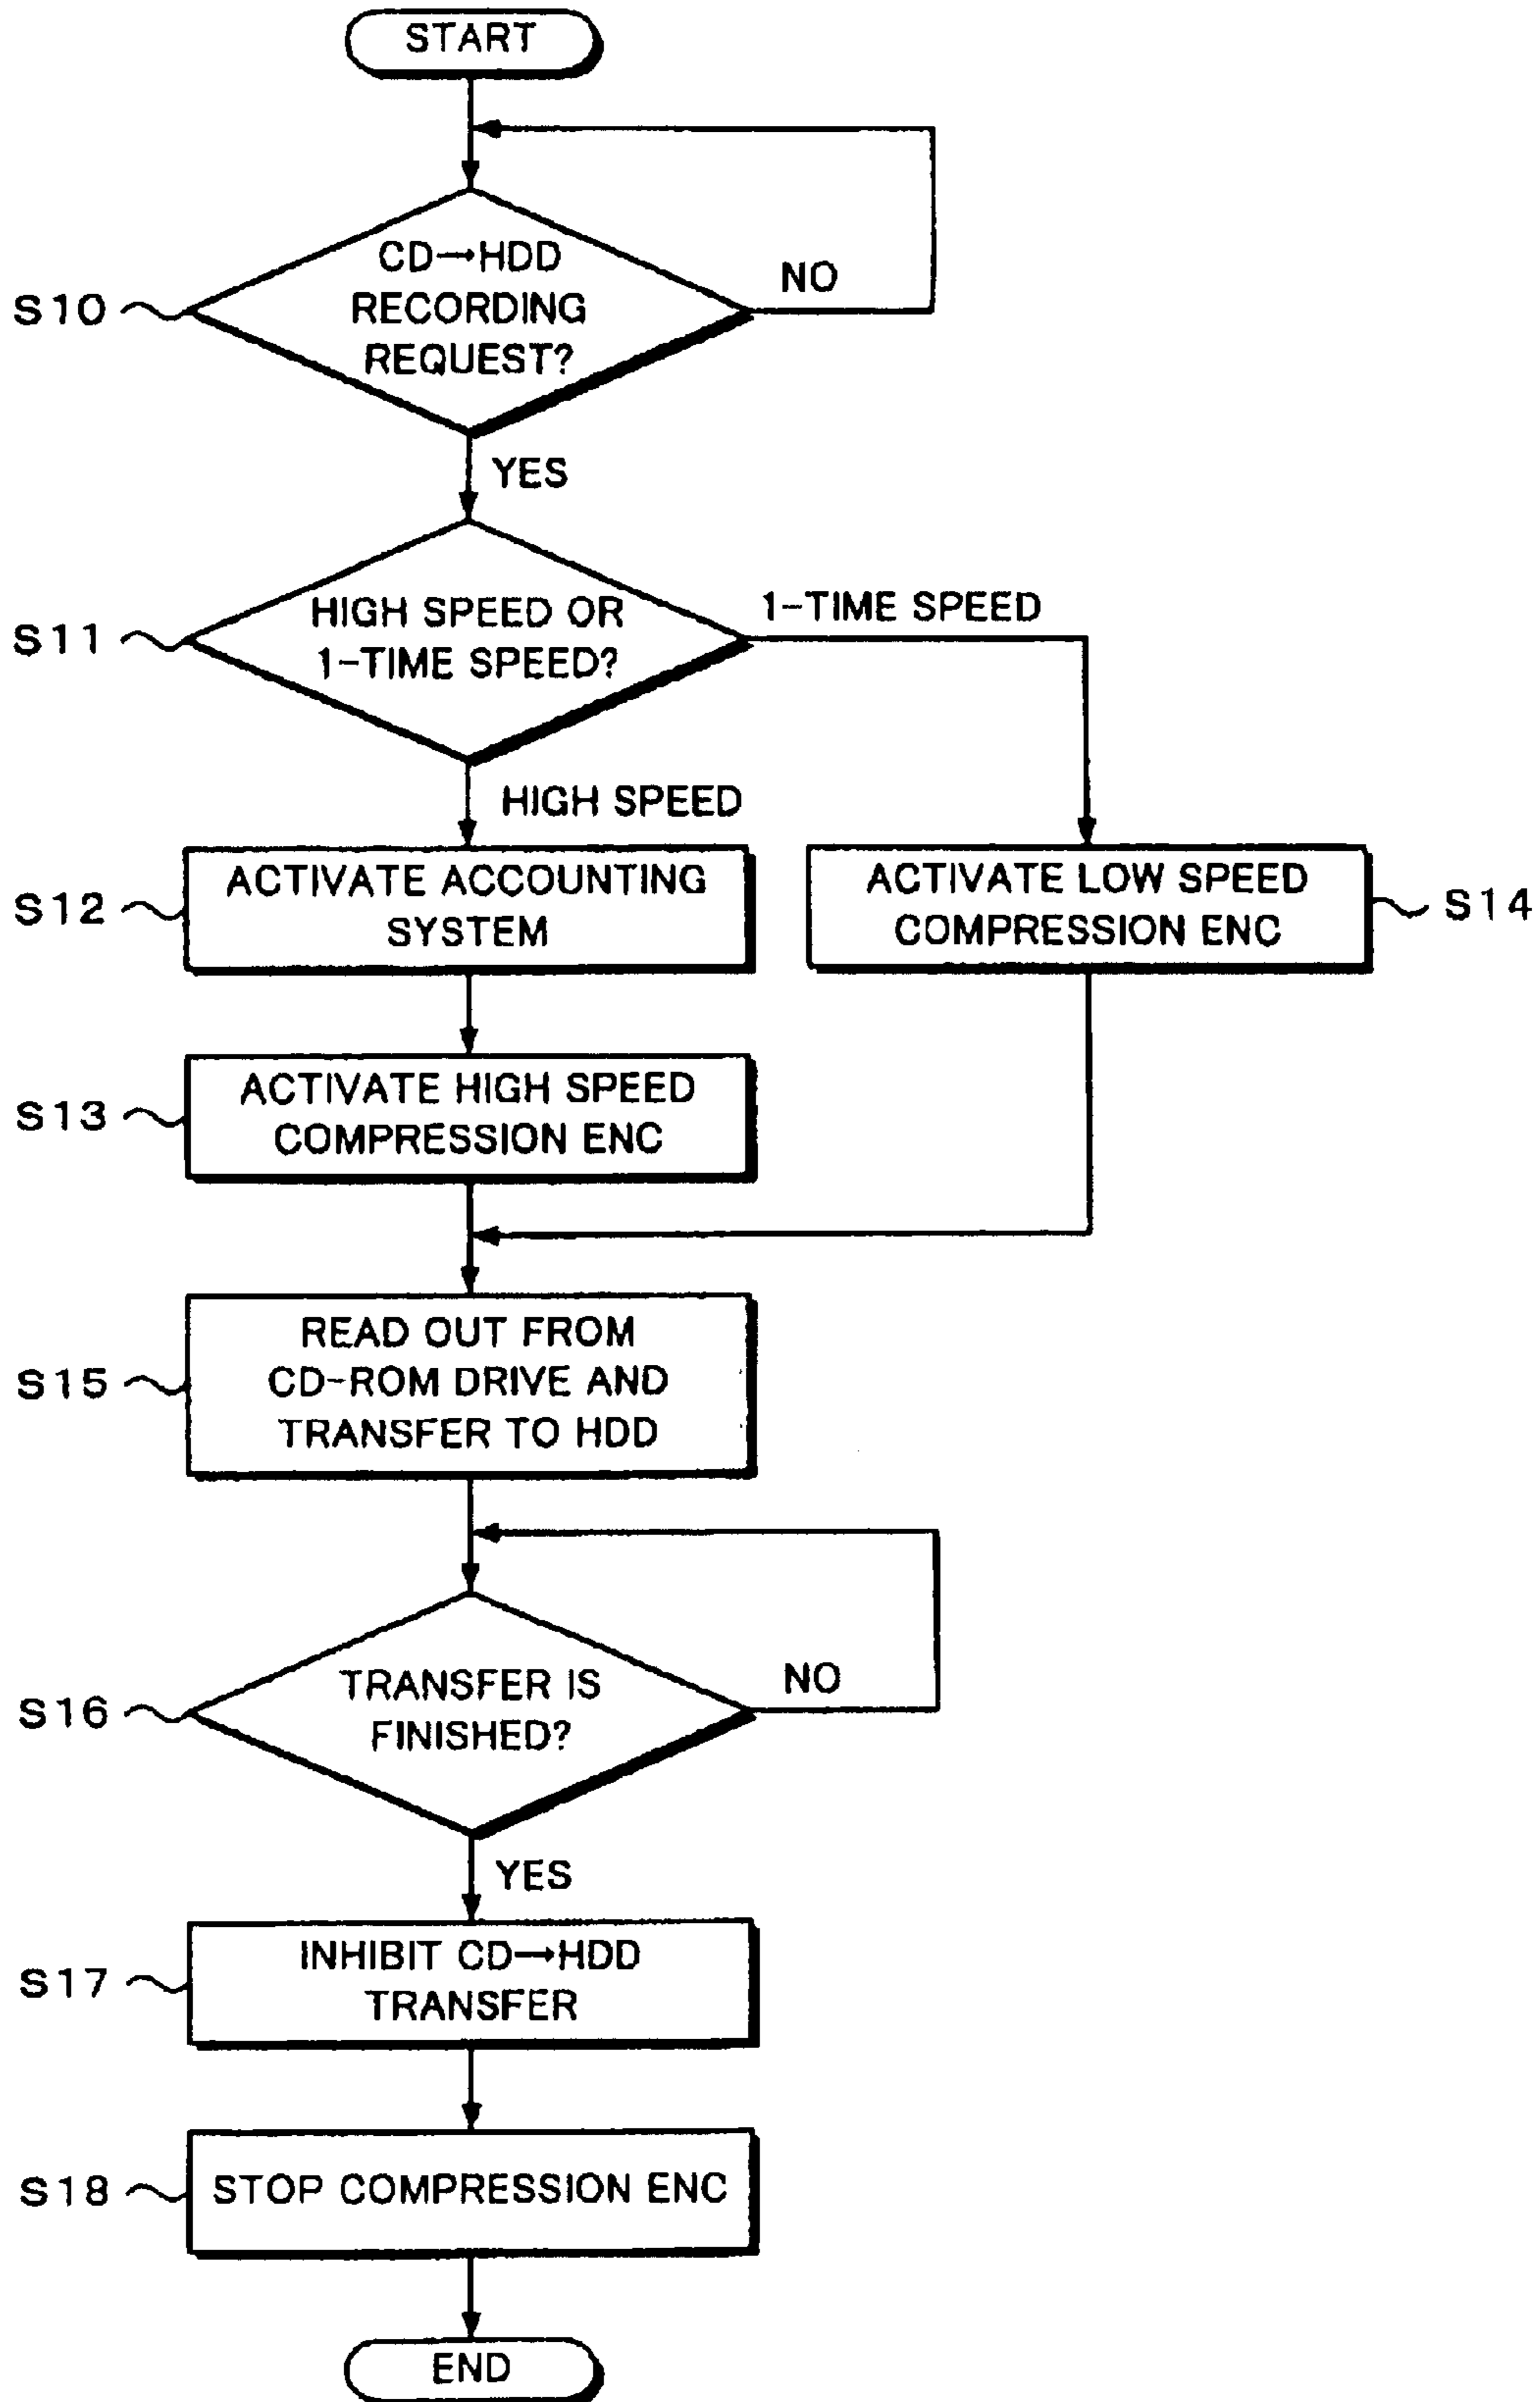 START
CD→HDD
RECORDING
REQUEST?
NO
S10
YES
HIGH SPEED OR
1-TIME SPEED?
1-TIME SPEED
S11
HIGH SPEED
ACTIVATE ACCOUNTING
SYSTEM
S12
ACTIVATE LOW SPEED
COMPRESSION ENC
S14
ACTIVATE HIGH SPEED
COMPRESSION ENC
S13
READ OUT FROM
CD-ROM DRIVE AND
TRANSFER TO HDD
S15
TRANSFER IS
FINISHED?
NO
S16
YES
INHIBIT CD→HDD
TRANSFER
S17
STOP COMPRESSION ENC
S18
END